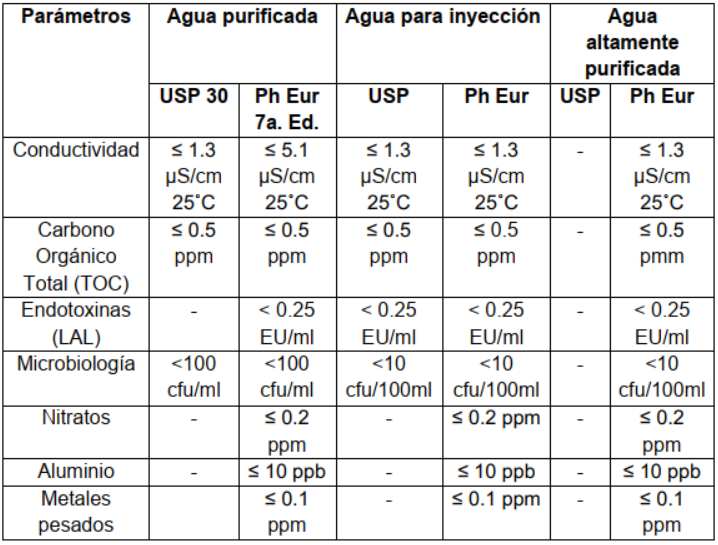 Parámetros Agua purificada Agua para inyección Agua
altamente
purificada
USP 30 Ph Eur USP Ph Eur USP Ph Eur
7a. Ed.
Conductividad ≤ 1.3 ≤ 5.1 ≤ 1.3 ≤ 1.3 - ≤ 1.3
µS/cm µS/cm µS/cm µS/cm µS/cm
25˚C 25˚C 25˚C 25˚C 25˚C
Carbono ≤ 0.5 ≤ 0.5 ≤ 0.5 ≤ 0.5 - ≤ 0.5
Orgánico ppm ppm ppm ppm pmm
Total (TOC)
Endotoxinas - < 0.25 < 0.25 < 0.25 - < 0.25
(LAL) EU/ml EU/ml EU/ml EU/ml
Microbiología <100 <100 <10 <10 - <10
cfu/ml cfu/ml cfu/100ml cfu/100ml cfu/100ml
Nitratos - ≤ 0.2 - ≤ 0.2 ppm - ≤ 0.2
ppm ppm
Aluminio - ≤ 10 ppb - ≤ 10 ppb - ≤ 10 ppb
Metales ≤ 0.1 - ≤ 0.1 ppm - ≤ 0.1
pesados ppm ppm